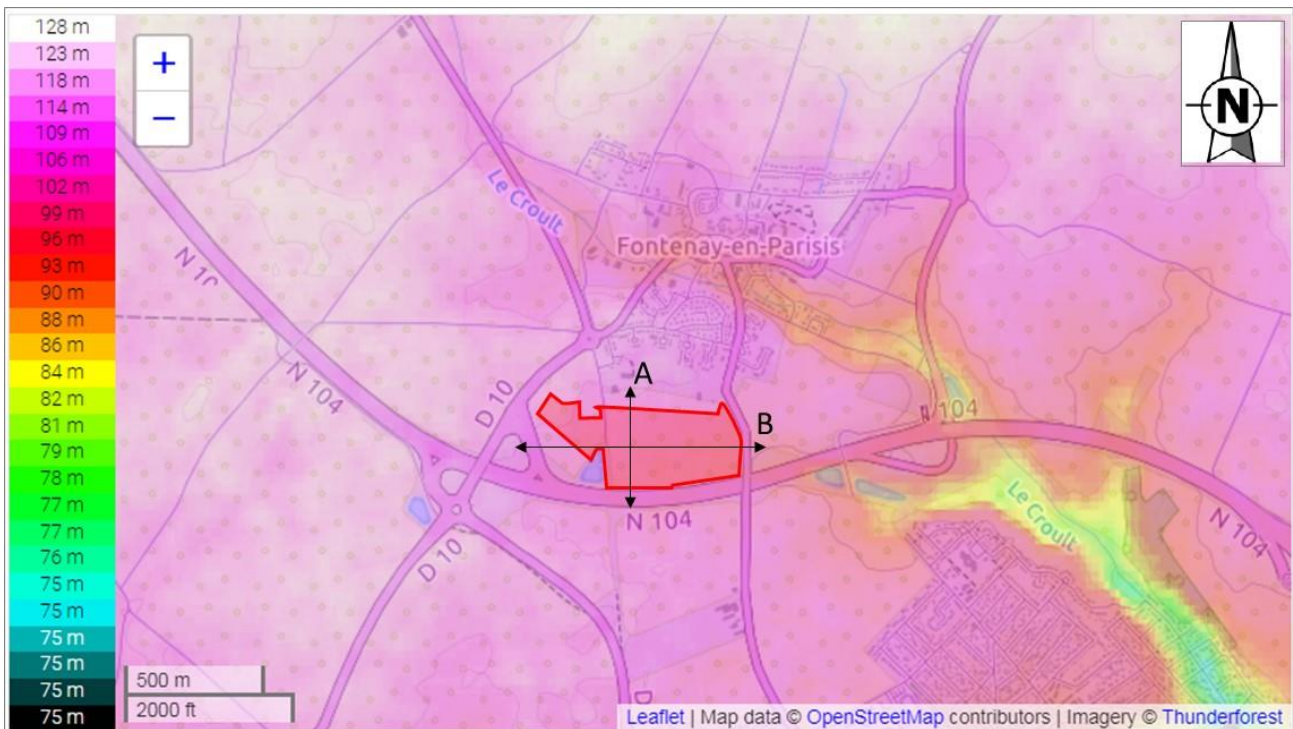 128 m
123 m
118 m
114 m
109 m
106 m
102 m
99 m
96 m
93 m
90 m
88 m
86 m
84 m
82 m
81 m
79 m
78 m
77 m
77 m
76 m
75 m
75 m
75 m
75 m
75 m
75 m
+
−
N
Le Croult
Fontenay-en-Parisis
N 10
N 104
D 10
A
B
N 104
N 104
D 10
Le Croult
N 104
D
500 m
2000 ft
Leaflet | Map data © OpenStreetMap contributors | Imagery © Thunderforest